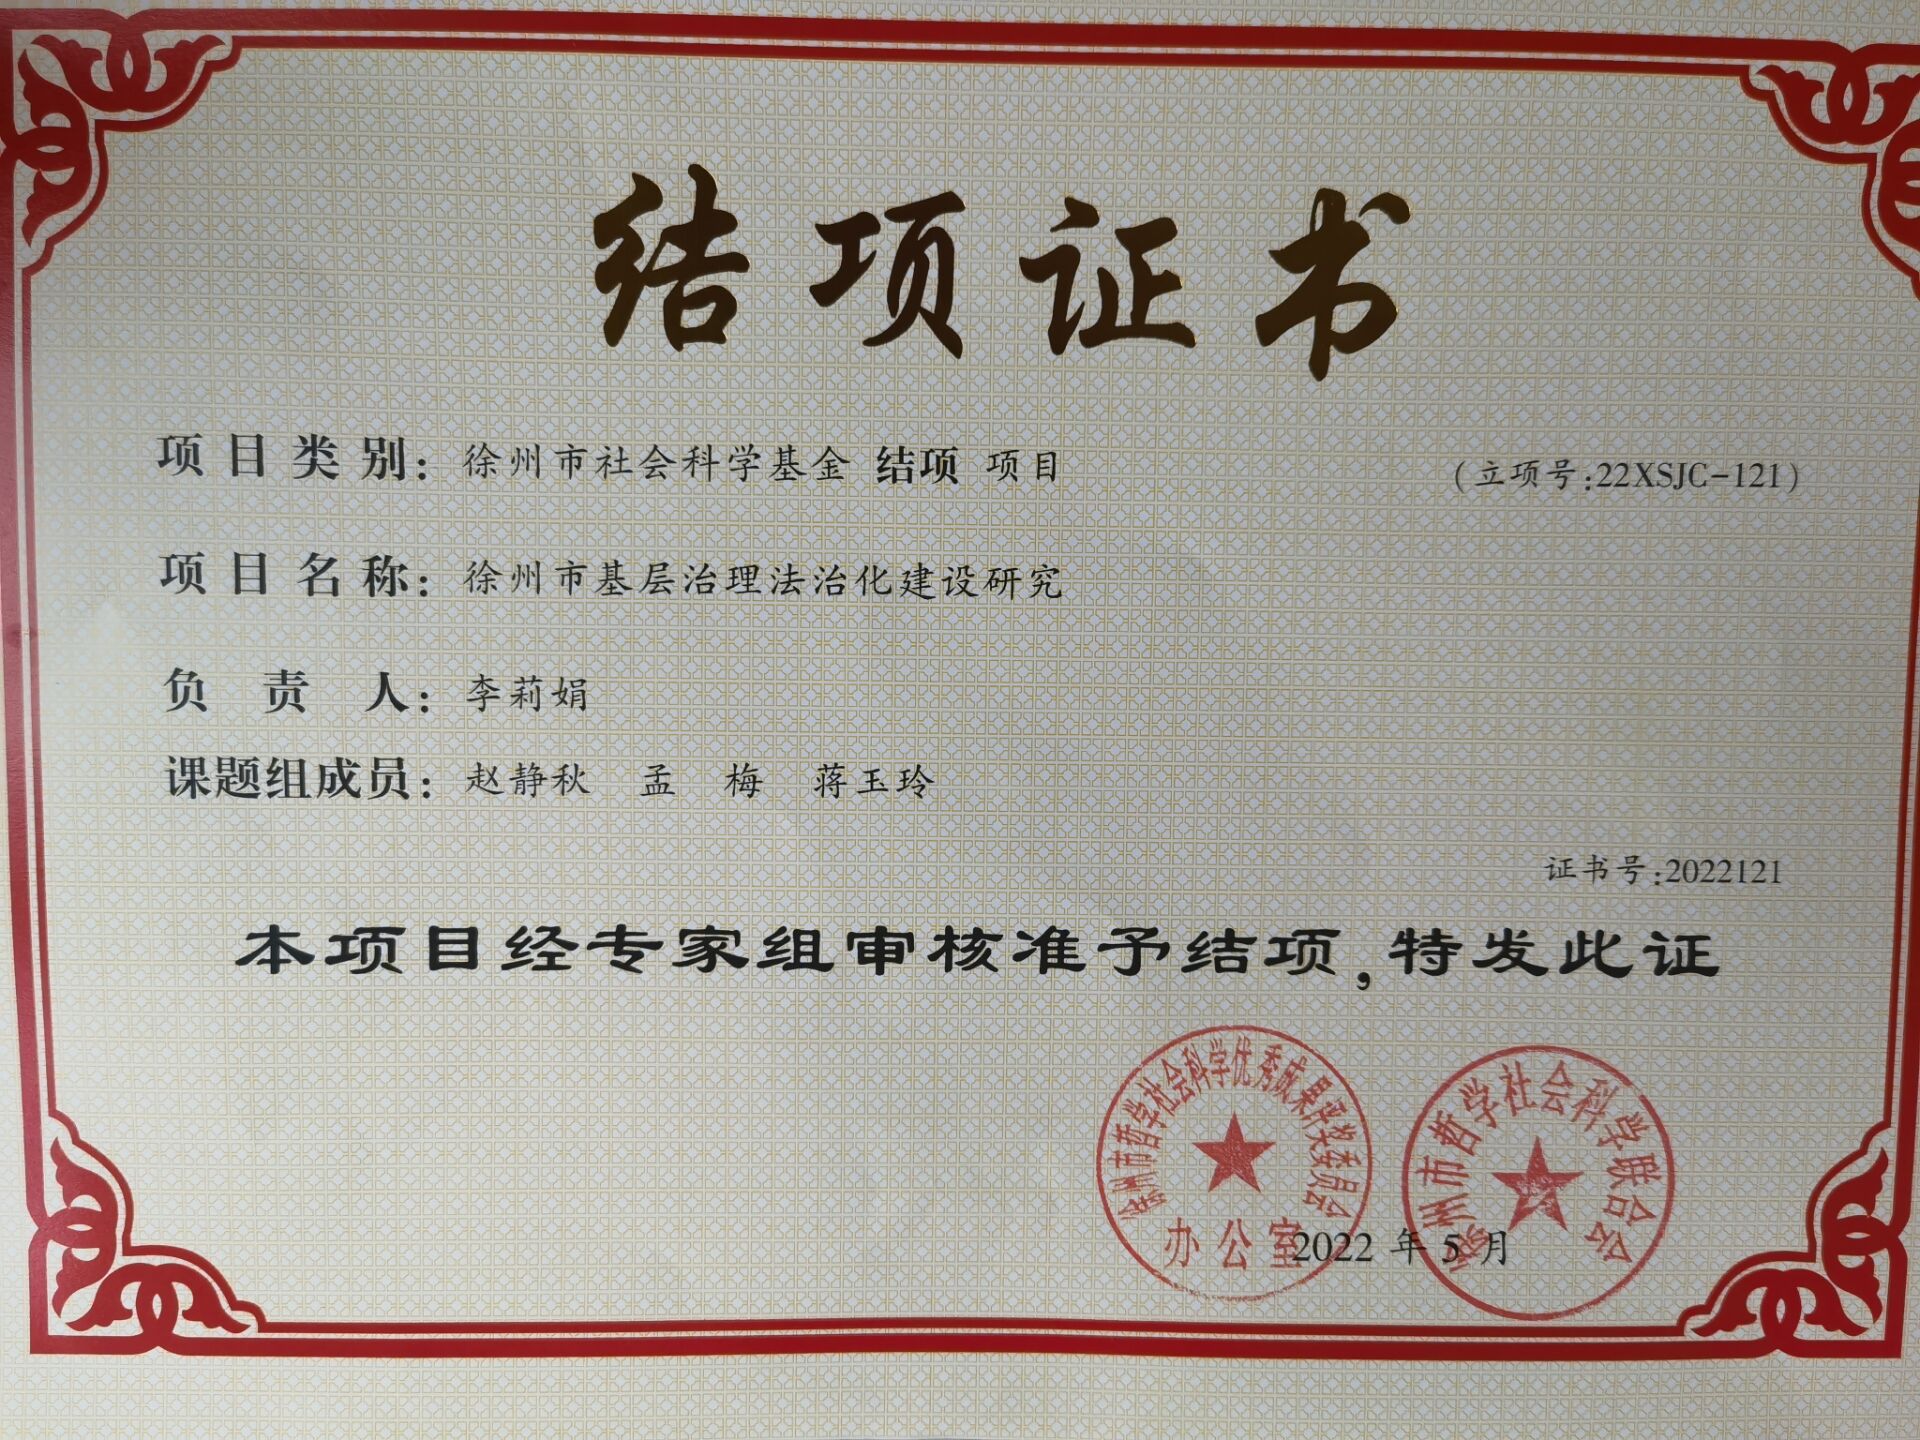 结项证书
项目类别：徐州市社会科学基金 结项 项目 （立项号:22XSJC-121）
项目名称：徐州市基层治理法治化建设研究
负责人：李莉娟
课题组成员：赵静秋 孟梅 蒋玉玲
证书号:2022121
本项目经专家组审核准予结项,特发此证
徐州市哲学社会科学优秀成果评奖委员会
办公室
徐州市哲学社会科学联合会
2022 年 5 月